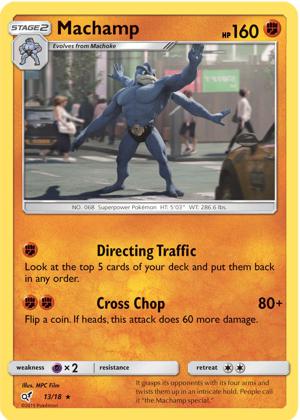 STAGE2 Machamp HP 160
Evolves from Machoke
NO. 068 Superpower Pokémon HT: 5'03" WT: 286.6 lbs.
Directing Traffic
Look at the top 5 cards of your deck and put them back
in any order.
Cross Chop 80+
Flip a coin. If heads, this attack does 60 more damage.
weakness × 2 resistance retreat
Illus. MPC Film
13/18
©2019 Pokémon
It grasps its opponents with its four arms and
twists them up in an intricate hold. People call
it "the Machamp special."